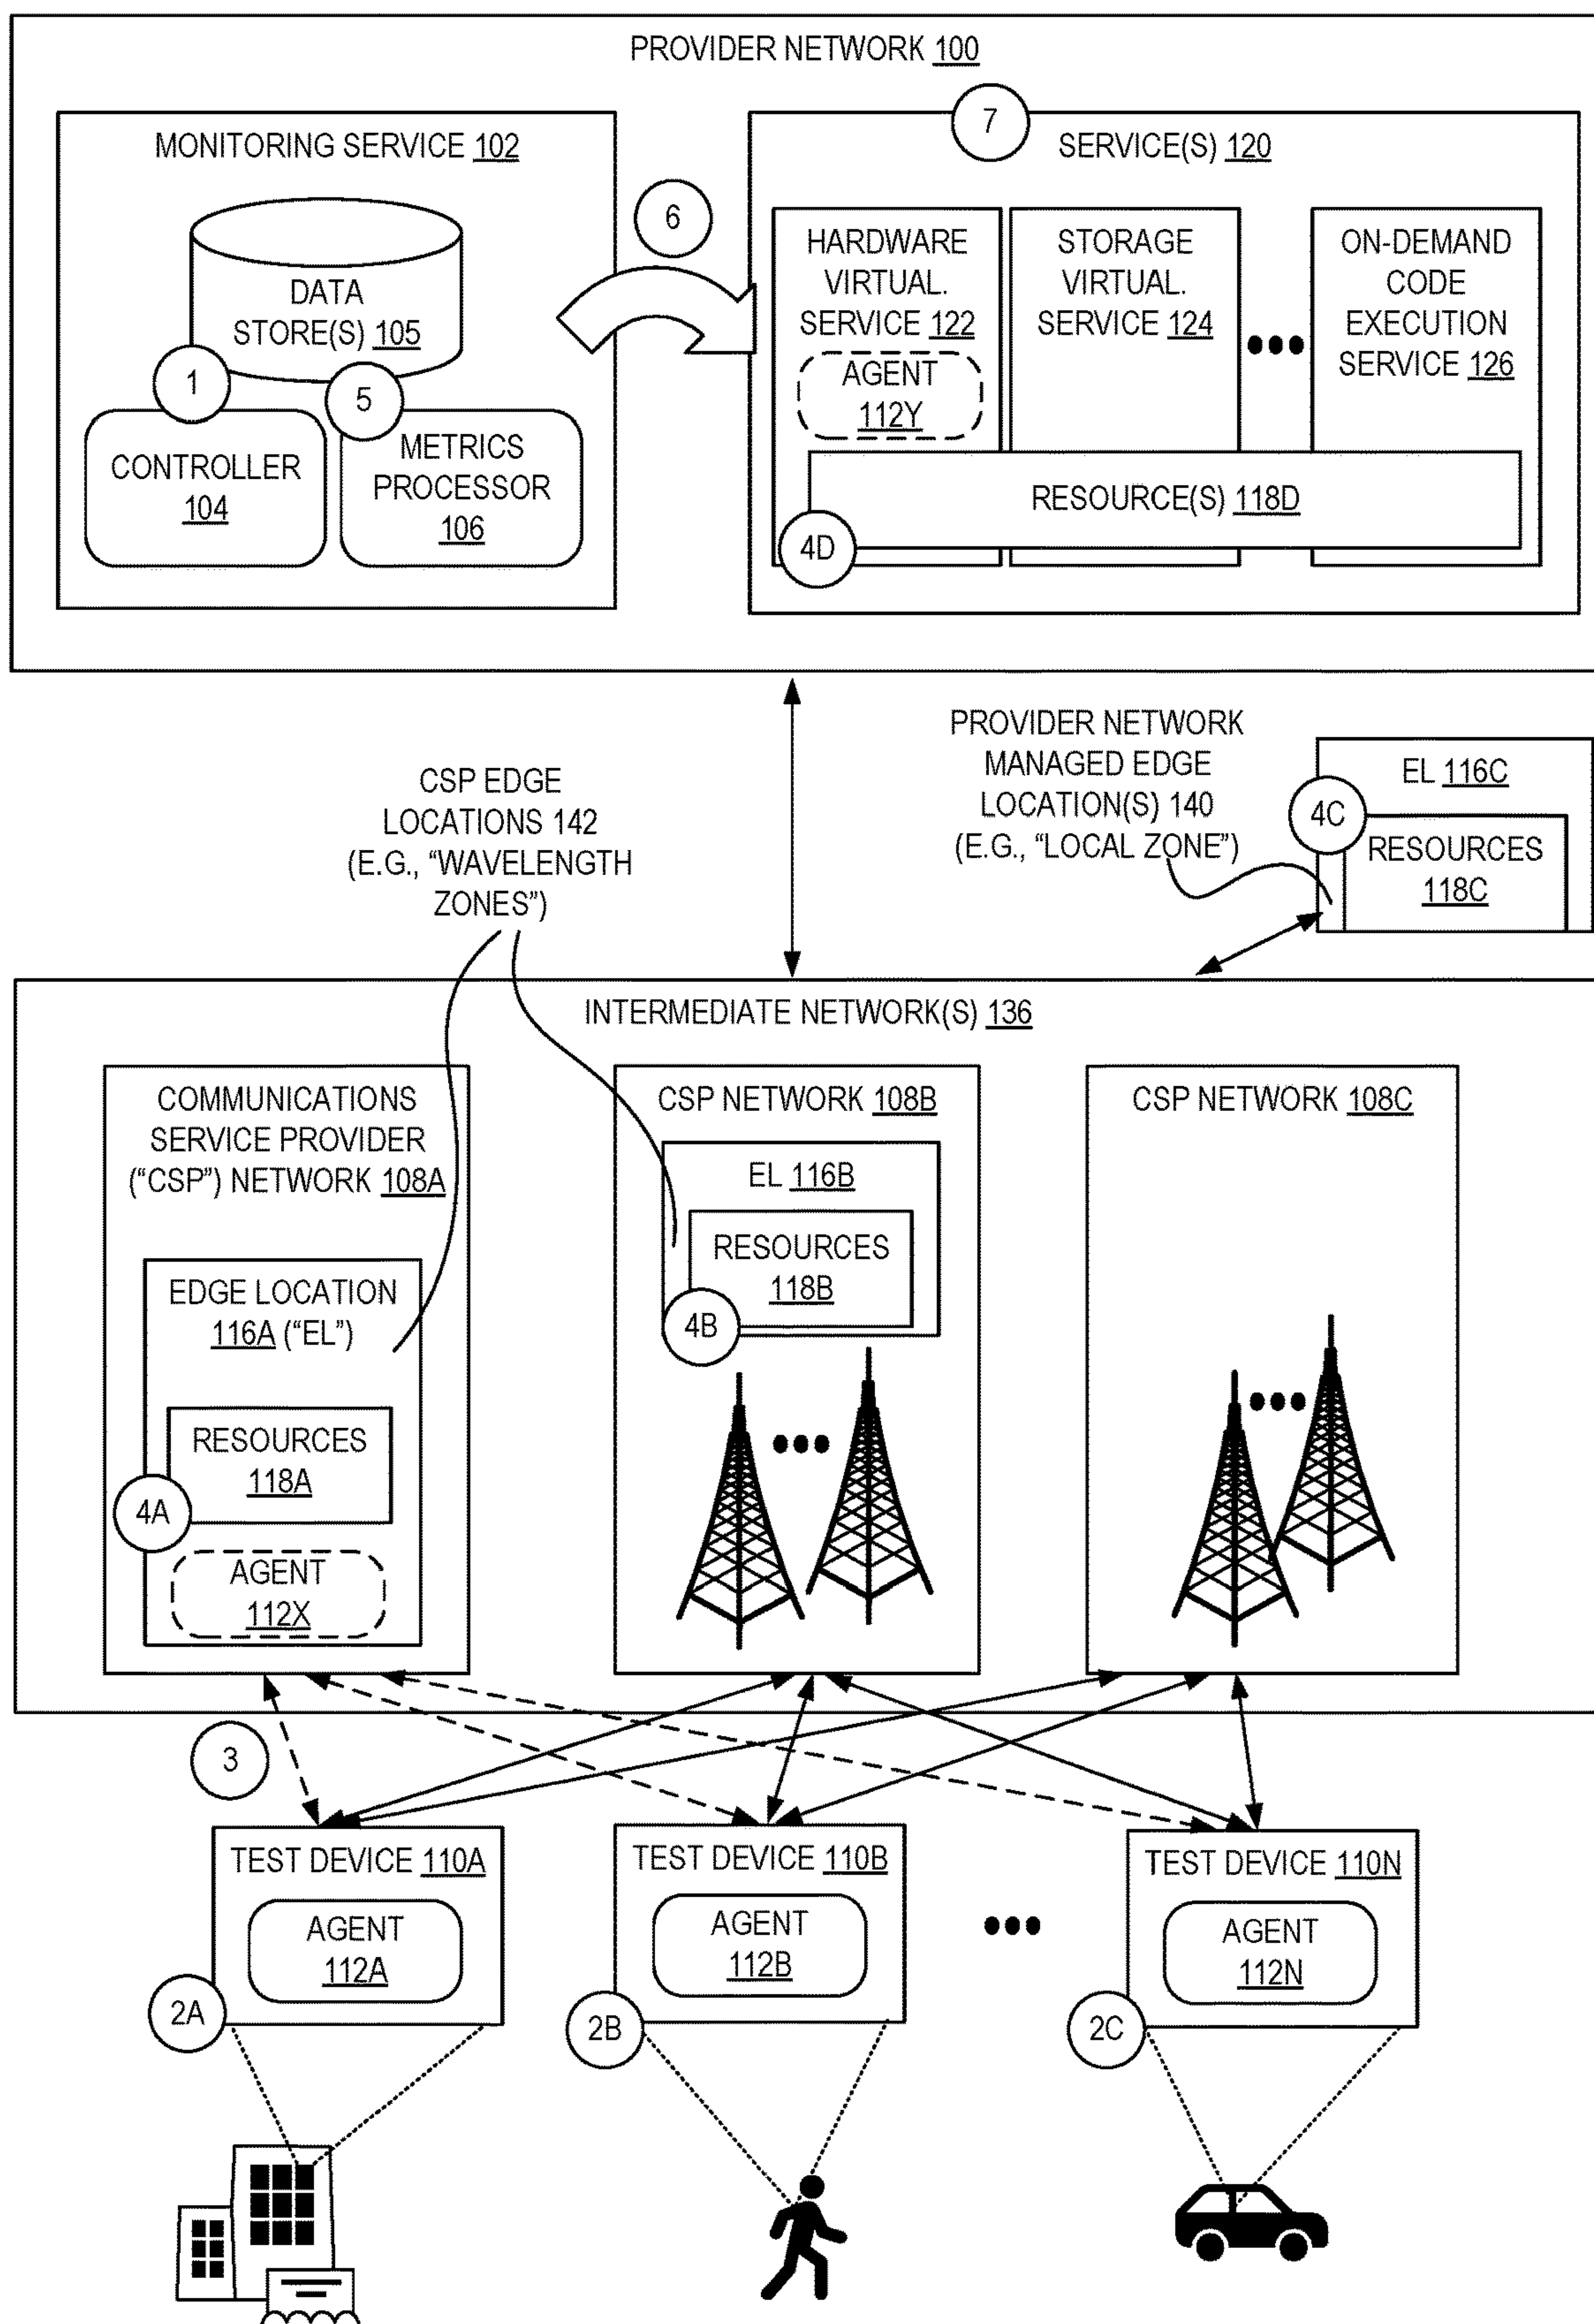 PROVIDER NETWORK 100
MONITORING SERVICE 102
DATA
STORE(S) 105
1
5
CONTROLLER
104
METRICS
PROCESSOR
106
6
7
SERVICE(S) 120
HARDWARE
VIRTUAL.
SERVICE 122
AGENT
112Y
STORAGE
VIRTUAL.
SERVICE 124
ON-DEMAND
CODE
EXECUTION
SERVICE 126
RESOURCE(S) 118D
4D
CSP EDGE
LOCATIONS 142
(E.G., “WAVELENGTH
ZONES”)
PROVIDER NETWORK
MANAGED EDGE
LOCATION(S) 140
(E.G., “LOCAL ZONE”)
EL 116C
4C
RESOURCES
118C
INTERMEDIATE NETWORK(S) 136
COMMUNICATIONS
SERVICE PROVIDER
(“CSP”) NETWORK 108A
EDGE LOCATION
116A (“EL”)
RESOURCES
118A
4A
AGENT
112X
CSP NETWORK 108B
EL 116B
RESOURCES
118B
4B
CSP NETWORK 108C
3
TEST DEVICE 110A
AGENT
112A
2A
TEST DEVICE 110B
AGENT
112B
2B
TEST DEVICE 110N
AGENT
112N
2C